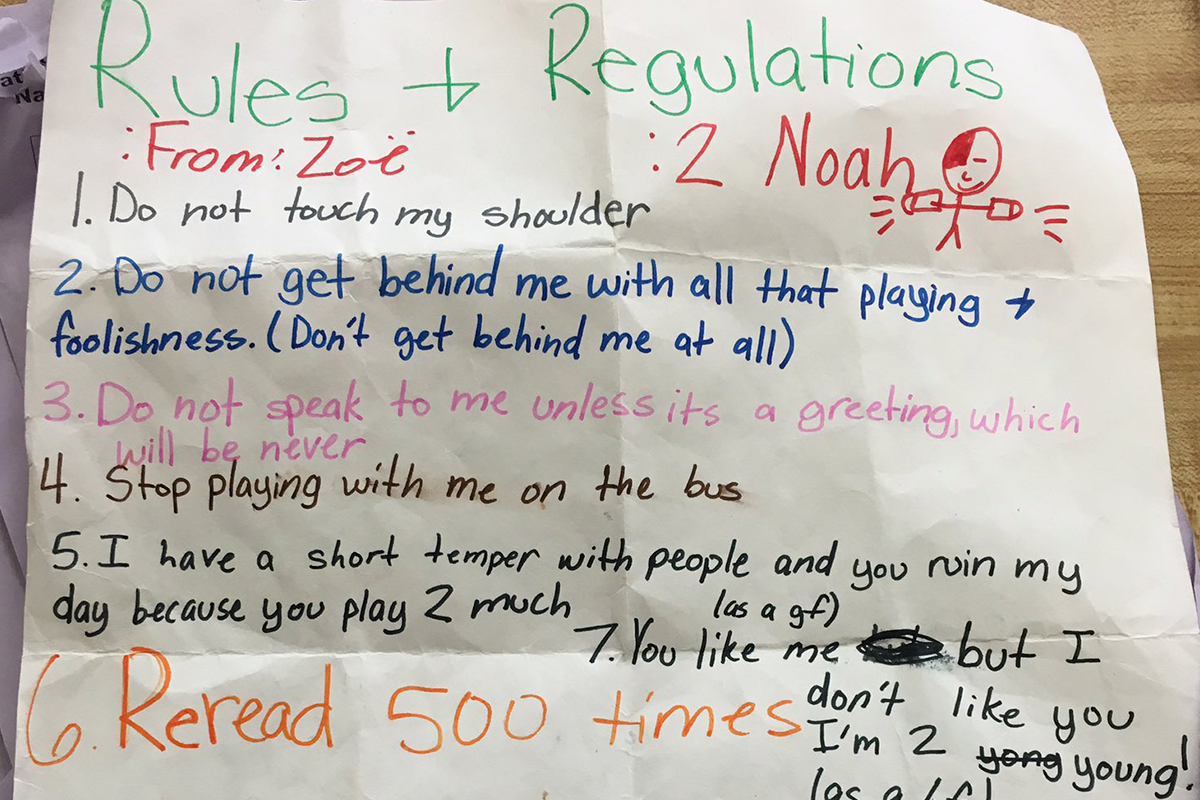 Rules + Regulations
:From: Zoë :2 Noah
1. Do not touch my shoulder
2. Do not get behind me with all that playing +
foolishness. (Don't get behind me at all)
3. Do not speak to me unless its a greeting, which
will be never
4. Stop playing with me on the bus
5. I have a short temper with people and you ruin my
day because you play 2 much
6. Reread 500 times
(as a gf)
7. You like me but I
don't like you
I'm 2 yong young!
(as a